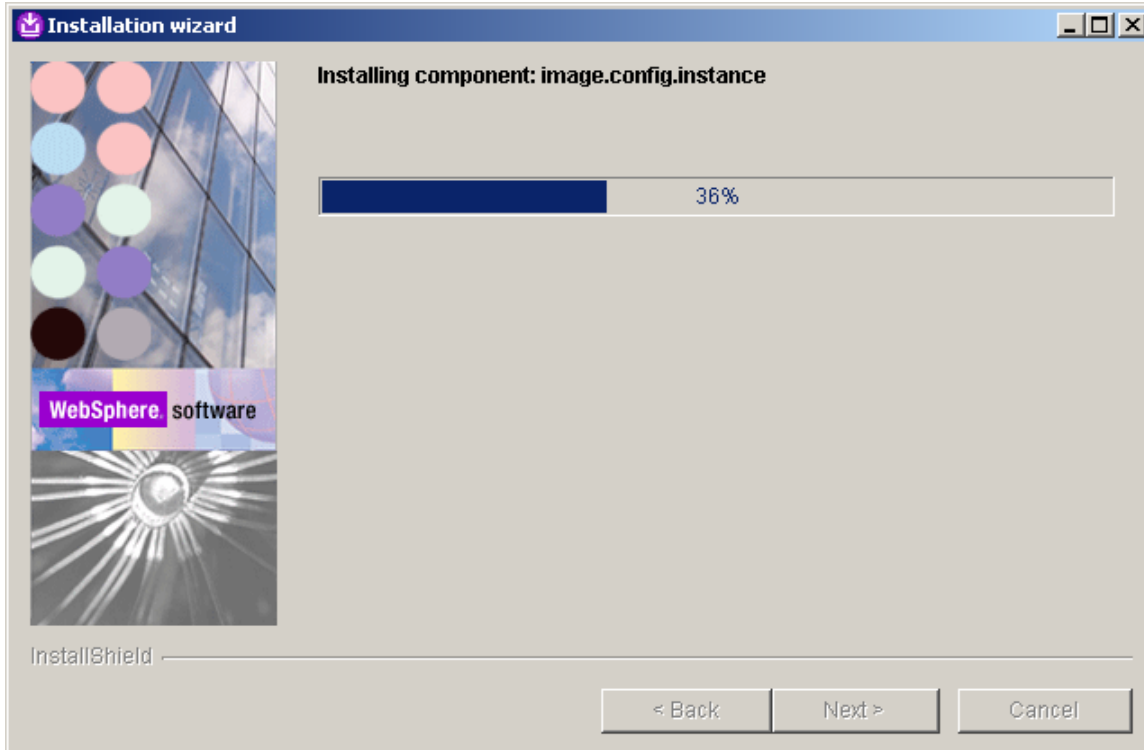 Installation wizard
Installing component: image.config.instance
36%
WebSphere. software
InstallShield
< Back Next > Cancel